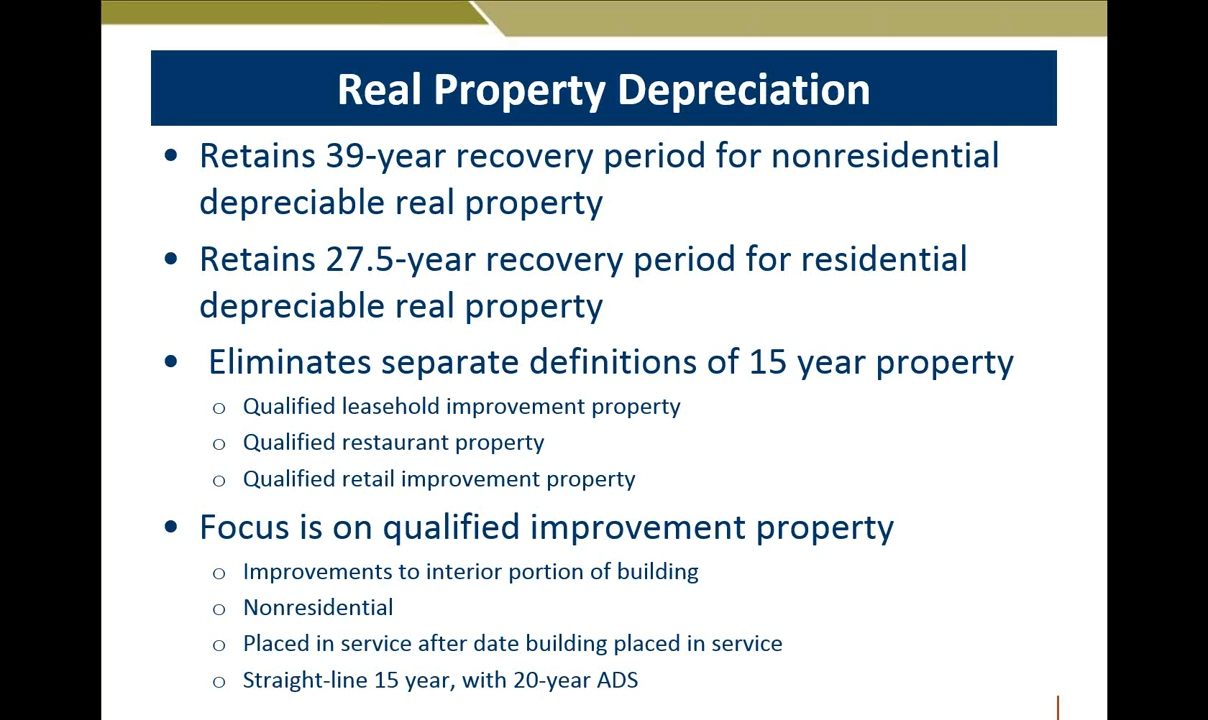 Real Property Depreciation
• Retains 39-year recovery period for nonresidential
depreciable real property
• Retains 27.5-year recovery period for residential
depreciable real property
• Eliminates separate definitions of 15 year property
o Qualified leasehold improvement property
o Qualified restaurant property
o Qualified retail improvement property
• Focus is on qualified improvement property
o Improvements to interior portion of building
o Nonresidential
o Placed in service after date building placed in service
o Straight-line 15 year, with 20-year ADS